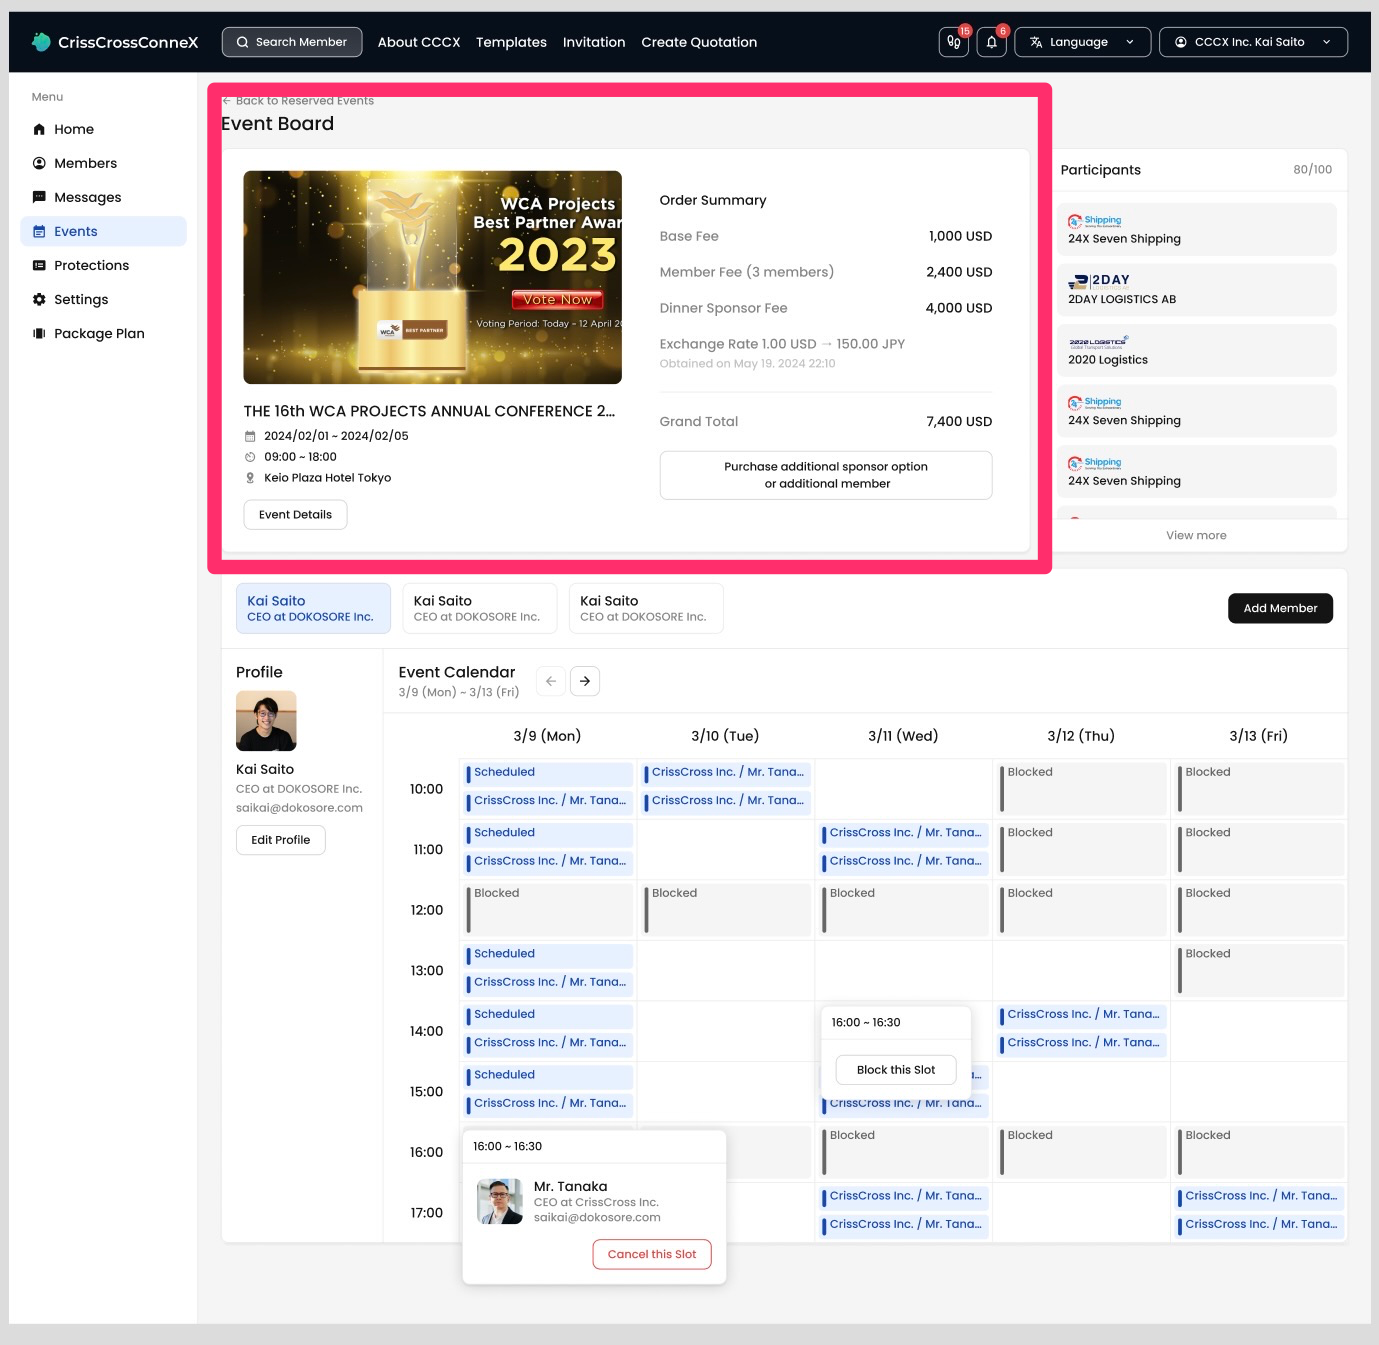 CrissCrossConneX
Search Member
About CCCX
Templates
Invitation
Create Quotation
15
6
Language
CCCX Inc. Kai Saito
Menu
Home
Members
Messages
Events
Protections
Settings
Package Plan
← Back to Reserved Events
Event Board
WCA Projects
Best Partner Awar
2023
Vote Now
Voting Period: Today - 12 April 20
WCA
BEST PARTNER
THE 16th WCA PROJECTS ANNUAL CONFERENCE 2...
2024/02/01 ~ 2024/02/05
09:00 ~ 18:00
Keio Plaza Hotel Tokyo
Event Details
Order Summary
Base Fee 1,000 USD
Member Fee (3 members) 2,400 USD
Dinner Sponsor Fee 4,000 USD
Exchange Rate 1.00 USD → 150.00 JPY
Obtained on May 19. 2024 22:10
Grand Total 7,400 USD
Purchase additional sponsor option
or additional member
Participants 80/100
Shipping
24X Seven Shipping
2DAY
LOGISTICS AB
2DAY LOGISTICS AB
2020 LOGISTICS
2020 Logistics
Shipping
24X Seven Shipping
Shipping
24X Seven Shipping
View more
Kai Saito
CEO at DOKOSORE Inc.
Kai Saito
CEO at DOKOSORE Inc.
Kai Saito
CEO at DOKOSORE Inc.
Add Member
Profile
Kai Saito
CEO at DOKOSORE Inc.
saikai@dokosore.com
Edit Profile
Event Calendar
3/9 (Mon) ~ 3/13 (Fri)
3/9 (Mon) 3/10 (Tue) 3/11 (Wed) 3/12 (Thu) 3/13 (Fri)
10:00
Scheduled CrissCross Inc. / Mr. Tana... Blocked Blocked
CrissCross Inc. / Mr. Tana... CrissCross Inc. / Mr. Tana...
11:00
Scheduled CrissCross Inc. / Mr. Tana... Blocked Blocked
CrissCross Inc. / Mr. Tana... CrissCross Inc. / Mr. Tana...
12:00
Blocked Blocked Blocked Blocked Blocked
13:00
Scheduled Blocked
CrissCross Inc. / Mr. Tana...
14:00
Scheduled CrissCross Inc. / Mr. Tana...
CrissCross Inc. / Mr. Tana... CrissCross Inc. / Mr. Tana...
16:00 ~ 16:30
Block this Slot
15:00
Scheduled
CrissCross Inc. / Mr. Tana... CrissCross Inc. / Mr. Tana...
16:00
Blocked Blocked Blocked
16:00 ~ 16:30
Mr. Tanaka
CEO at CrissCross Inc.
saikai@dokosore.com
Cancel this Slot
17:00
CrissCross Inc. / Mr. Tana... CrissCross Inc. / Mr. Tana...
CrissCross Inc. / Mr. Tana... CrissCross Inc. / Mr. Tana...